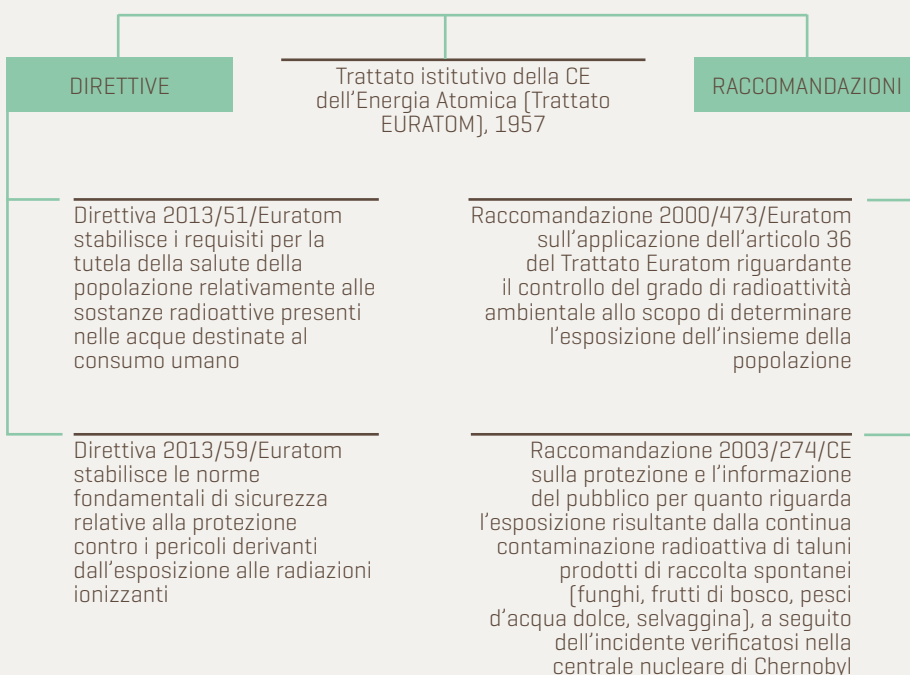 DIRETTIVE
Trattato istitutivo della CE
dell'Energia Atomica (Trattato
EURATOM), 1957
RACCOMANDAZIONI
Direttiva 2013/51/Euratom
stabilisce i requisiti per la
tutela della salute della
popolazione relativamente alle
sostanze radioattive presenti
nelle acque destinate al
consumo umano
Direttiva 2013/59/Euratom
stabilisce le norme
fondamentali di sicurezza
relative alla protezione
contro i pericoli derivanti
dall'esposizione alle radiazioni
ionizzanti
Raccomandazione 2000/473/Euratom
sull'applicazione dell'articolo 36
del Trattato Euratom riguardante
il controllo del grado di radioattività
ambientale allo scopo di determinare
l'esposizione dell'insieme della
popolazione
Raccomandazione 2003/274/CE
sulla protezione e l'informazione
del pubblico per quanto riguarda
l'esposizione risultante dalla continua
contaminazione radioattiva di taluni
prodotti di raccolta spontanei
(funghi, frutti di bosco, pesci
d'acqua dolce, selvaggina), a seguito
dell'incidente verificatosi nella
centrale nucleare di Chernobyl